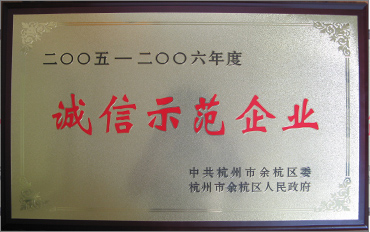 二〇〇五—二〇〇六年度
诚信示范企业
中共杭州市余杭区委
杭州市余杭区人民政府